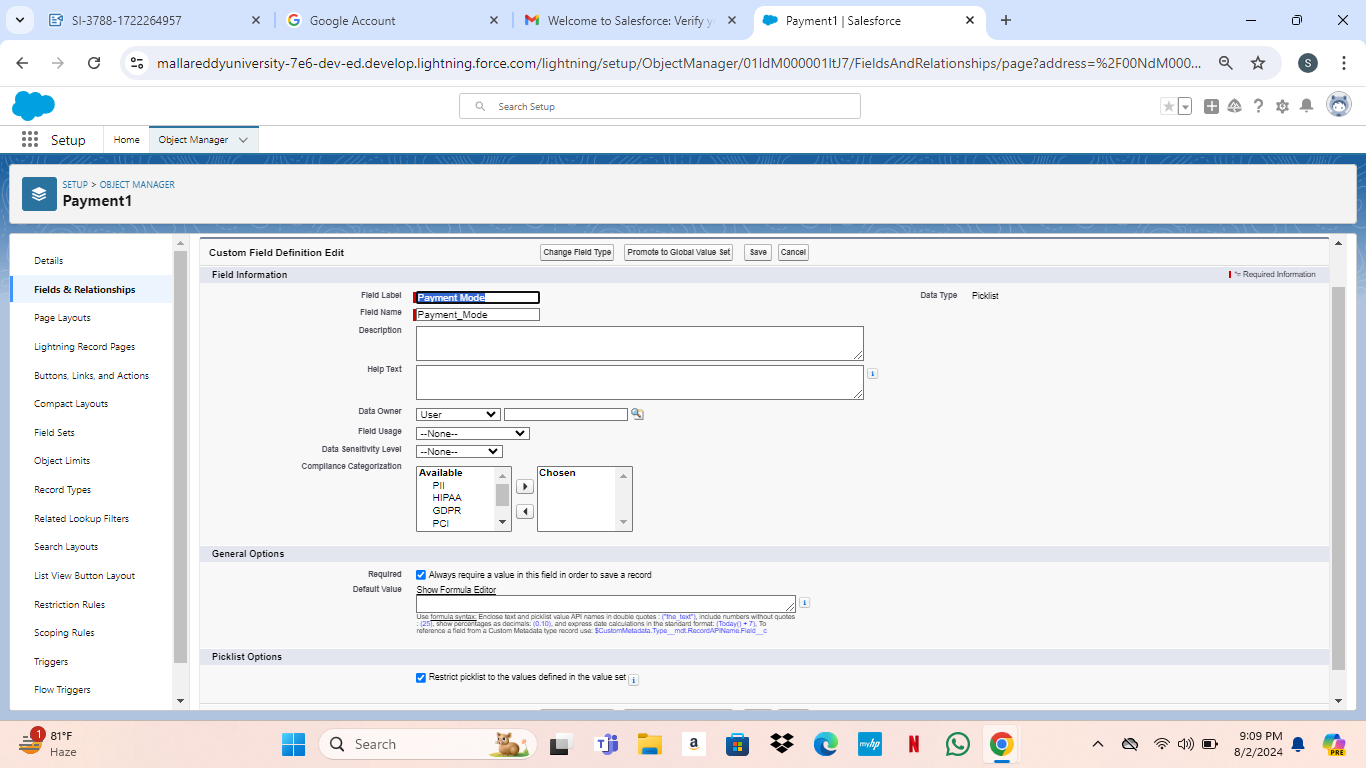 SI-3788-1722264957
Google Account
Welcome to Salesforce: Verify y
Payment1 | Salesforce
mallareddyuniversity-7e6-dev-ed.develop.lightning.force.com/lightning/setup/ObjectManager/01IdM000001ItJ7/FieldsAndRelationships/page?address=%2F00NdM000...
S
Search Setup
Setup
Home
Object Manager
SETUP > OBJECT MANAGER
Payment1
Details
Fields & Relationships
Page Layouts
Lightning Record Pages
Buttons, Links, and Actions
Compact Layouts
Field Sets
Object Limits
Record Types
Related Lookup Filters
Search Layouts
List View Button Layout
Restriction Rules
Scoping Rules
Triggers
Flow Triggers
Custom Field Definition Edit
Change Field Type
Promote to Global Value Set
Save
Cancel
Field Information
= Required Information
Field Label
Payment Mode
Data Type
Picklist
Field Name
Payment_Mode
Description
Help Text
i
Data Owner
User
Field Usage
--None--
Data Sensitivity Level
--None--
Compliance Categorization
Available
PII
HIPAA
GDPR
PCI
Chosen
General Options
Required
Always require a value in this field in order to save a record
Default Value
Show Formula Editor
i
Use formula syntax: Enclose text and picklist value API names in double quotes : ("the_text"), include numbers without quotes
: (25), show percentages as decimals: (0.10), and express date calculations in the standard format: (Today() + 7), To
reference a field from a Custom Metadata type record use: $CustomMetadata.Type__mdt.RecordAPIName.Field__c
Picklist Options
Restrict picklist to the values defined in the value set
i
1
81°F
Haze
Search
a
myhp
N
9:09 PM
8/2/2024
PRE